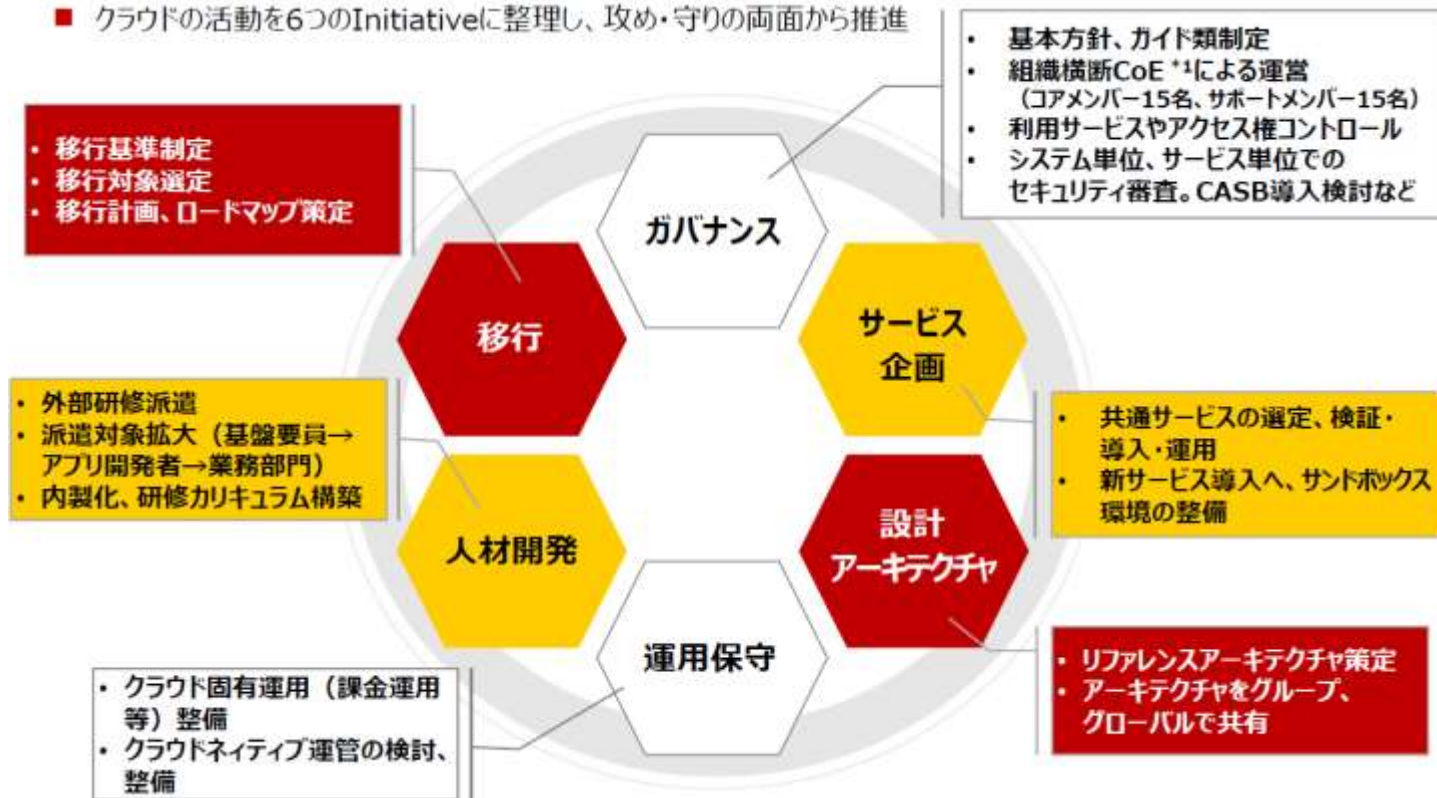 ■ クラウドの活動を6つのInitiativeに整理し、攻め・守りの両面から推進
• 基本方針、ガイド類制定
• 組織横断CoE *1による運営
（コアメンバー15名、サポートメンバー15名）
• 利用サービスやアクセス権コントロール
• システム単位、サービス単位での
セキュリティ審査。CASB導入検討など
• 移行基準制定
• 移行対象選定
• 移行計画、ロードマップ策定
ガバナンス
移行
サービス
企画
• 外部研修派遣
• 派遣対象拡大（基盤要員→
アプリ開発者→業務部門）
• 内製化、研修カリキュラム構築
• 共通サービスの選定、検証・
導入・運用
• 新サービス導入へ、サンドボックス
環境の整備
人材開発
設計
アーキテクチャ
運用保守
• クラウド固有運用（課金運用
等）整備
• クラウドネィティブ運管の検討、
整備
• リファレンスアーキテクチャ策定
• アーキテクチャをグループ、
グローバルで共有